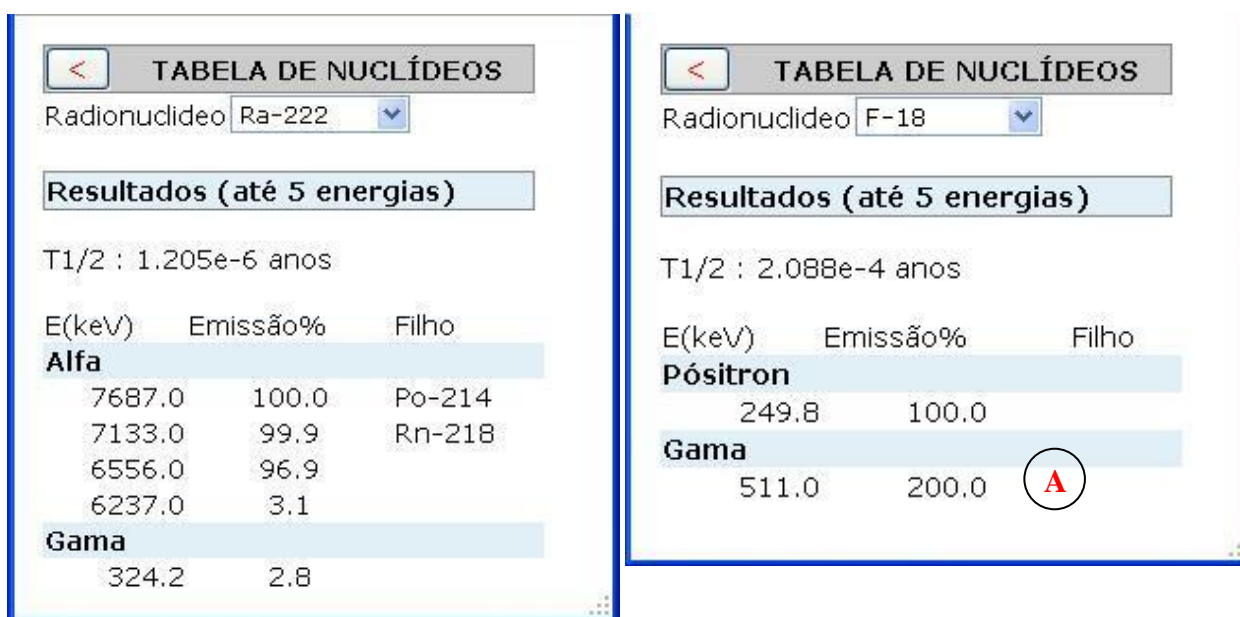 < TABELA DE NUCLÍDEOS
Radionuclideo Ra-222
Resultados (até 5 energias)
T1/2 : 1.205e-6 anos
E(keV) Emissão% Filho
Alfa
7687.0 100.0 Po-214
7133.0 99.9 Rn-218
6556.0 96.9
6237.0 3.1
Gama
324.2 2.8
< TABELA DE NUCLÍDEOS
Radionuclideo F-18
Resultados (até 5 energias)
T1/2 : 2.088e-4 anos
E(keV) Emissão% Filho
Pósitron
249.8 100.0
Gama
511.0 200.0 A